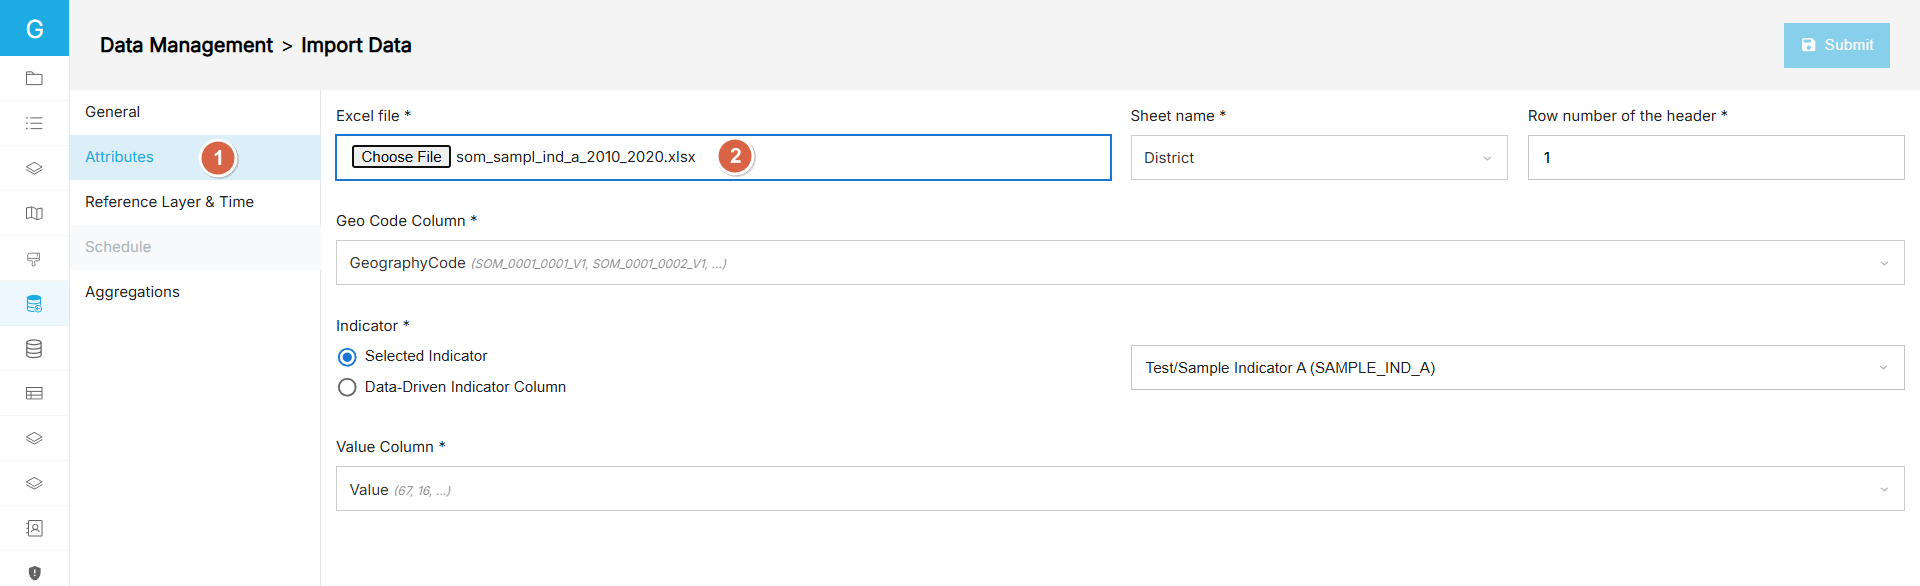 G
Data Management > Import Data
Submit
General
Attributes
1
Reference Layer & Time
Schedule
Aggregations
Excel file *
Choose File som_sampl_ind_a_2010_2020.xlsx
2
Sheet name *
District
Row number of the header *
1
Geo Code Column *
GeographyCode (SOM_0001_0001_V1, SOM_0001_0002_V1, ...)
Indicator *
Selected Indicator
Data-Driven Indicator Column
Test/Sample Indicator A (SAMPLE_IND_A)
Value Column *
Value (67, 16, ...)